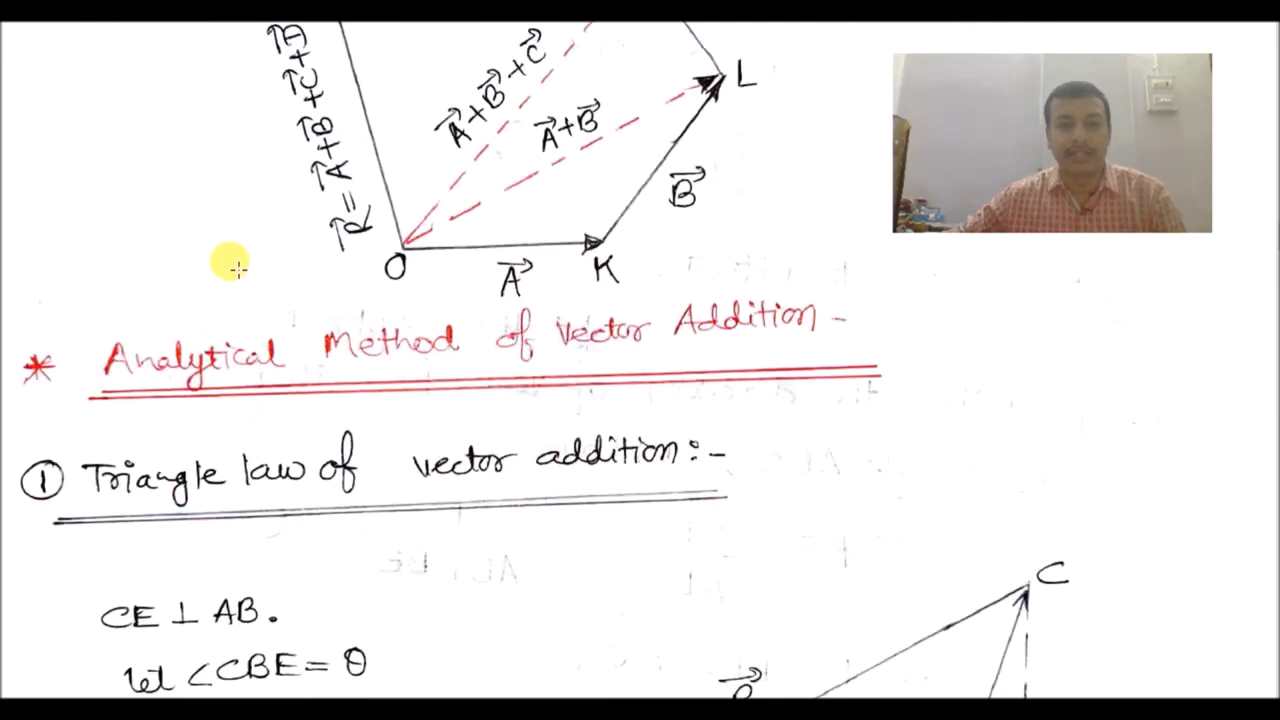 R⃗ = A⃗+B⃗+C⃗+D⃗
A⃗+B⃗+C⃗
A⃗+B⃗
L
B⃗
O
A⃗
K
* Analytical Method of Vector Addition -
① Triangle law of vector addition :-
C
CE ⊥ AB.
let ∠CBE = θ